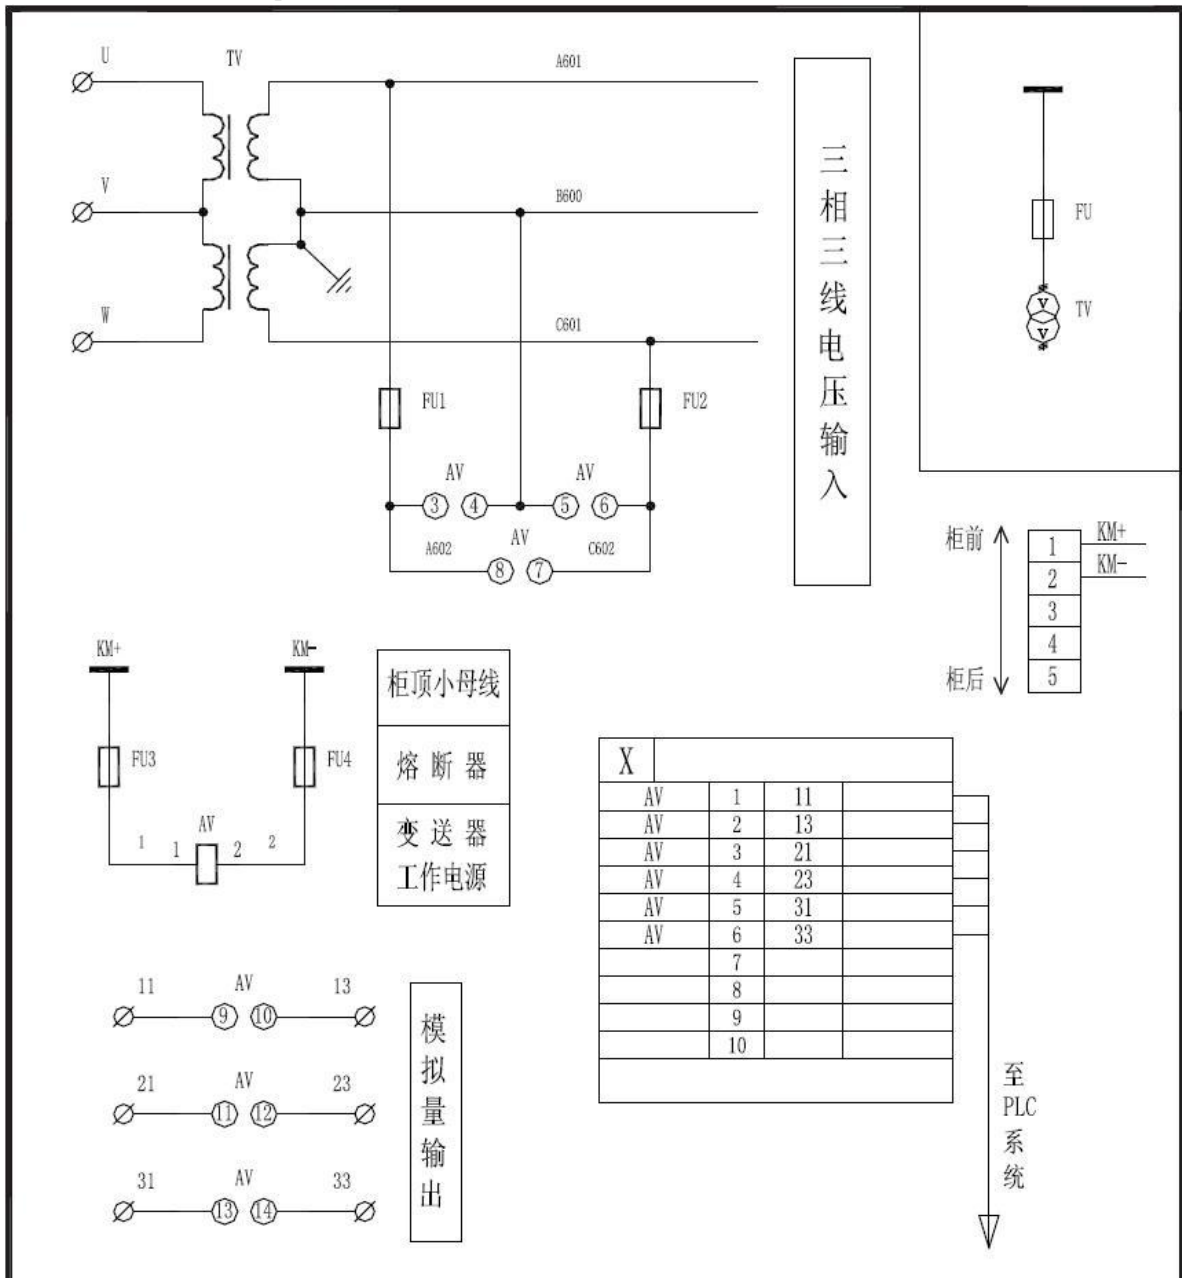 U
TV
A601
V
B600
W
C601
FU1
FU2
AV
AV
3
4
5
6
A602
AV
C602
8
7
三相三线电压输入
FU
V
V
TV
柜前
柜后
1
KM+
2
KM-
3
4
5
KM+
KM-
FU3
FU4
AV
1
1
2
2
柜顶小母线
熔断器
变送器
工作电源
X
AV 1 11
AV 2 13
AV 3 21
AV 4 23
AV 5 31
AV 6 33
7
8
9
10
至
PLC
系
统
11
AV
13
9
10
21
AV
23
11
12
31
AV
33
13
14
模拟量输出